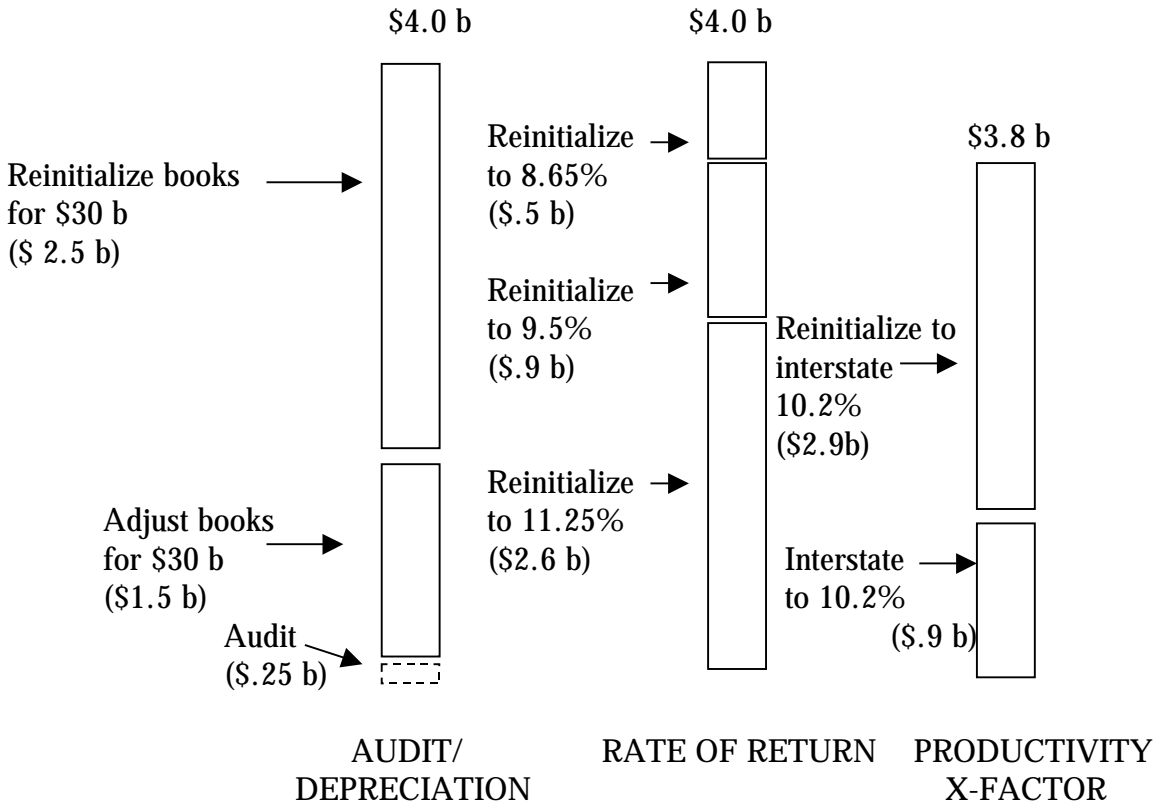 $4.0 b
$4.0 b
$3.8 b
Reinitialize books
for $30 b
($ 2.5 b)
Adjust books
for $30 b
($1.5 b)
Audit
($.25 b)
Reinitialize
to 8.65%
($.5 b)
Reinitialize
to 9.5%
($.9 b)
Reinitialize
to 11.25%
($2.6 b)
Reinitialize to
interstate
10.2%
($2.9b)
Interstate
to 10.2%
($.9 b)
AUDIT/
DEPRECIATION
RATE OF RETURN
PRODUCTIVITY
X-FACTOR